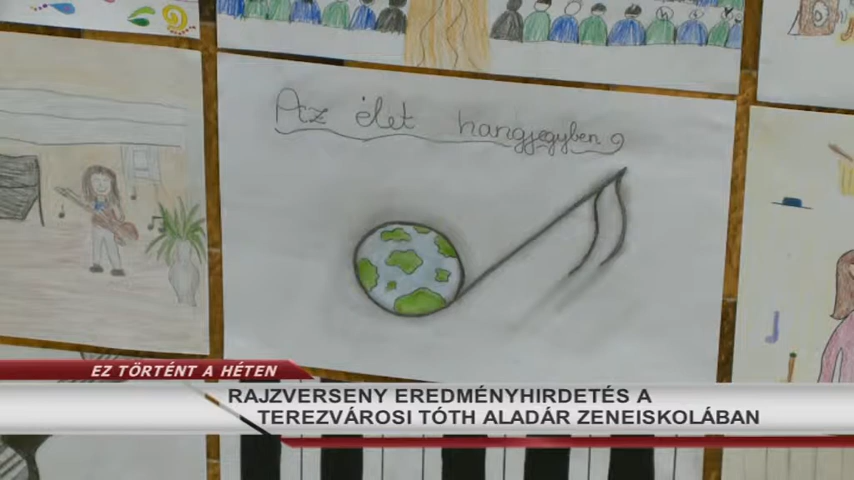 Az élet hangjegyben
EZ TÖRTÉNT A HÉTEN
RAJZVERSENY EREDMÉNYHIRDETÉS A
TEREZVÁROSI TÓTH ALADÁR ZENEISKOLÁBAN